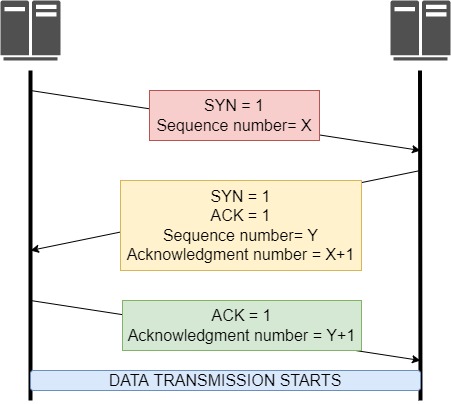 SYN = 1
Sequence number= X
SYN = 1
ACK = 1
Sequence number= Y
Acknowledgment number = X+1
ACK = 1
Acknowledgment number = Y+1
DATA TRANSMISSION STARTS